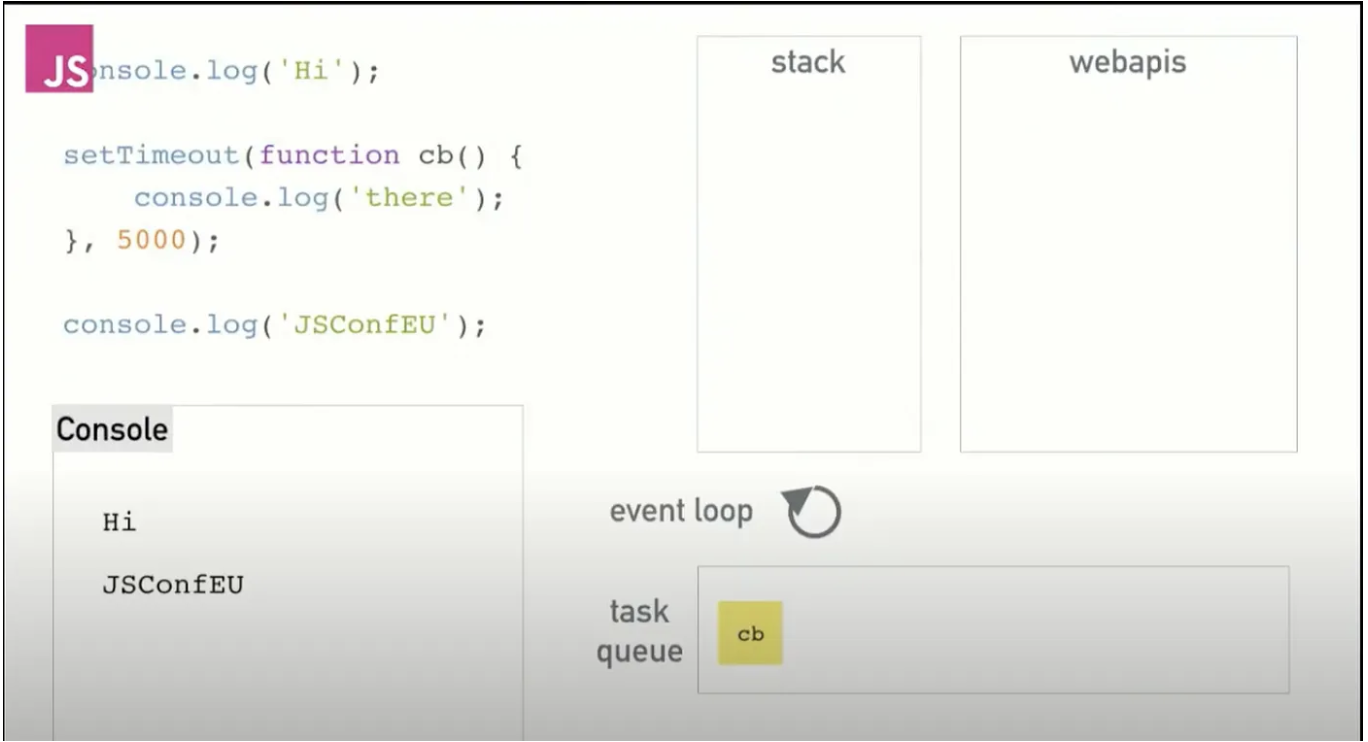 JS
onsole.log('Hi');
setTimeout(function cb() {
    console.log('there');
}, 5000);
console.log('JSConfEU');
Console
Hi
JSConfEU
stack
webapis
event loop
task
queue
cb